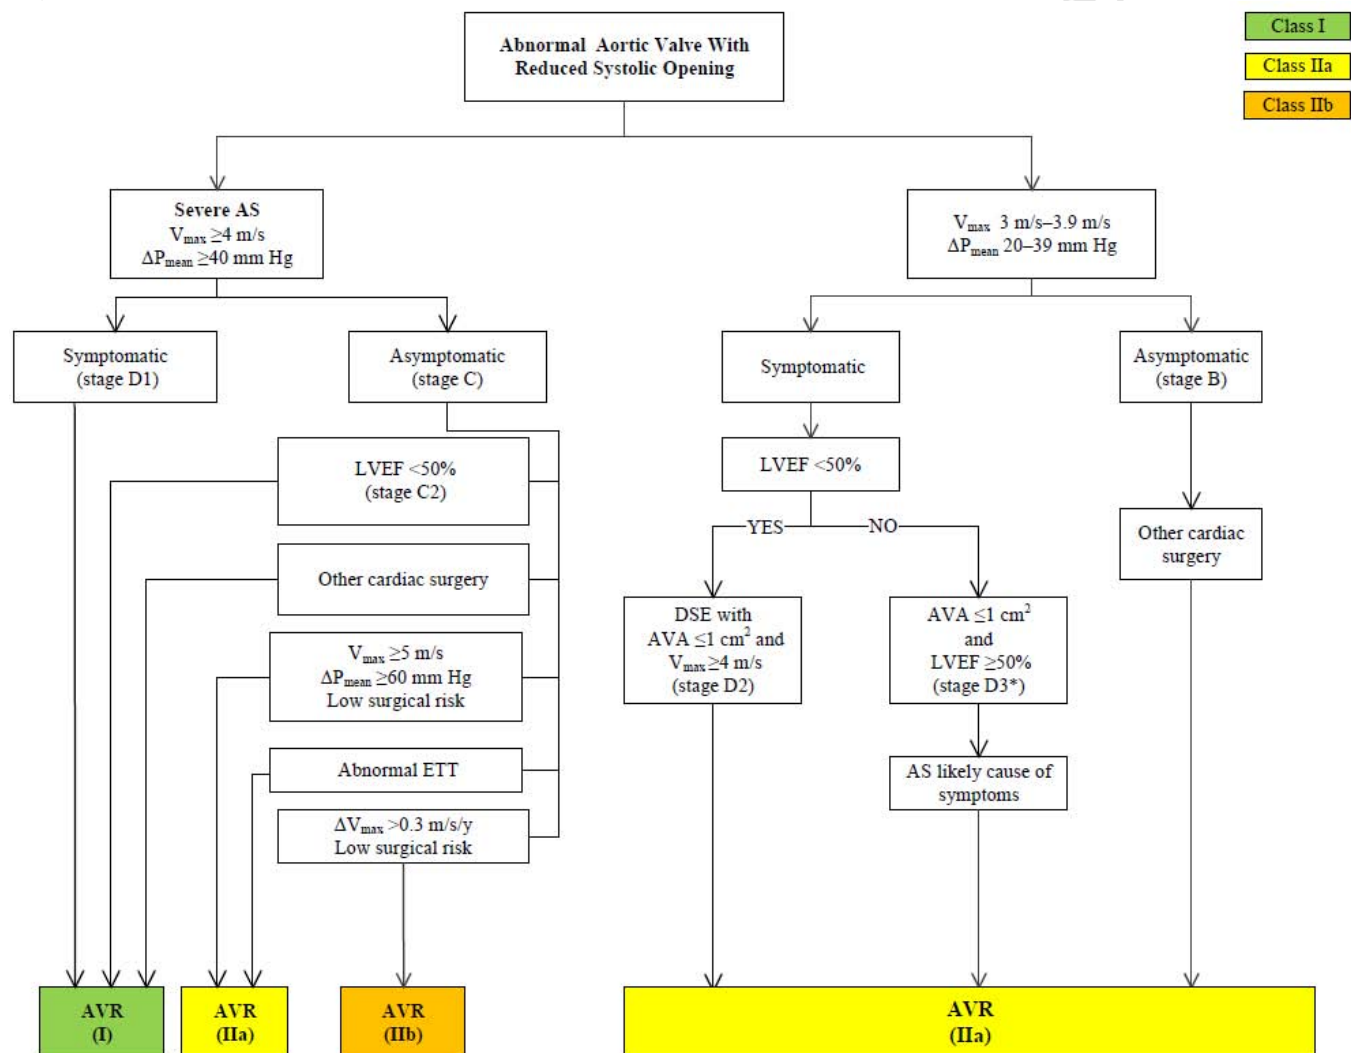 Abnormal Aortic Valve With
Reduced Systolic Opening
Class I
Class IIa
Class IIb
Severe AS
Vmax ≥4 m/s
ΔPmean ≥40 mm Hg
Vmax 3 m/s–3.9 m/s
ΔPmean 20–39 mm Hg
Symptomatic
(stage D1)
Asymptomatic
(stage C)
Symptomatic
Asymptomatic
(stage B)
LVEF <50%
(stage C2)
LVEF <50%
YES
NO
Other cardiac surgery
Other cardiac
surgery
Vmax ≥5 m/s
ΔPmean ≥60 mm Hg
Low surgical risk
DSE with
AVA ≤1 cm² and
Vmax ≥4 m/s
(stage D2)
AVA ≤1 cm²
and
LVEF ≥50%
(stage D3*)
Abnormal ETT
AS likely cause of
symptoms
ΔVmax >0.3 m/s/y
Low surgical risk
AVR
(I)
AVR
(IIa)
AVR
(IIb)
AVR
(IIa)